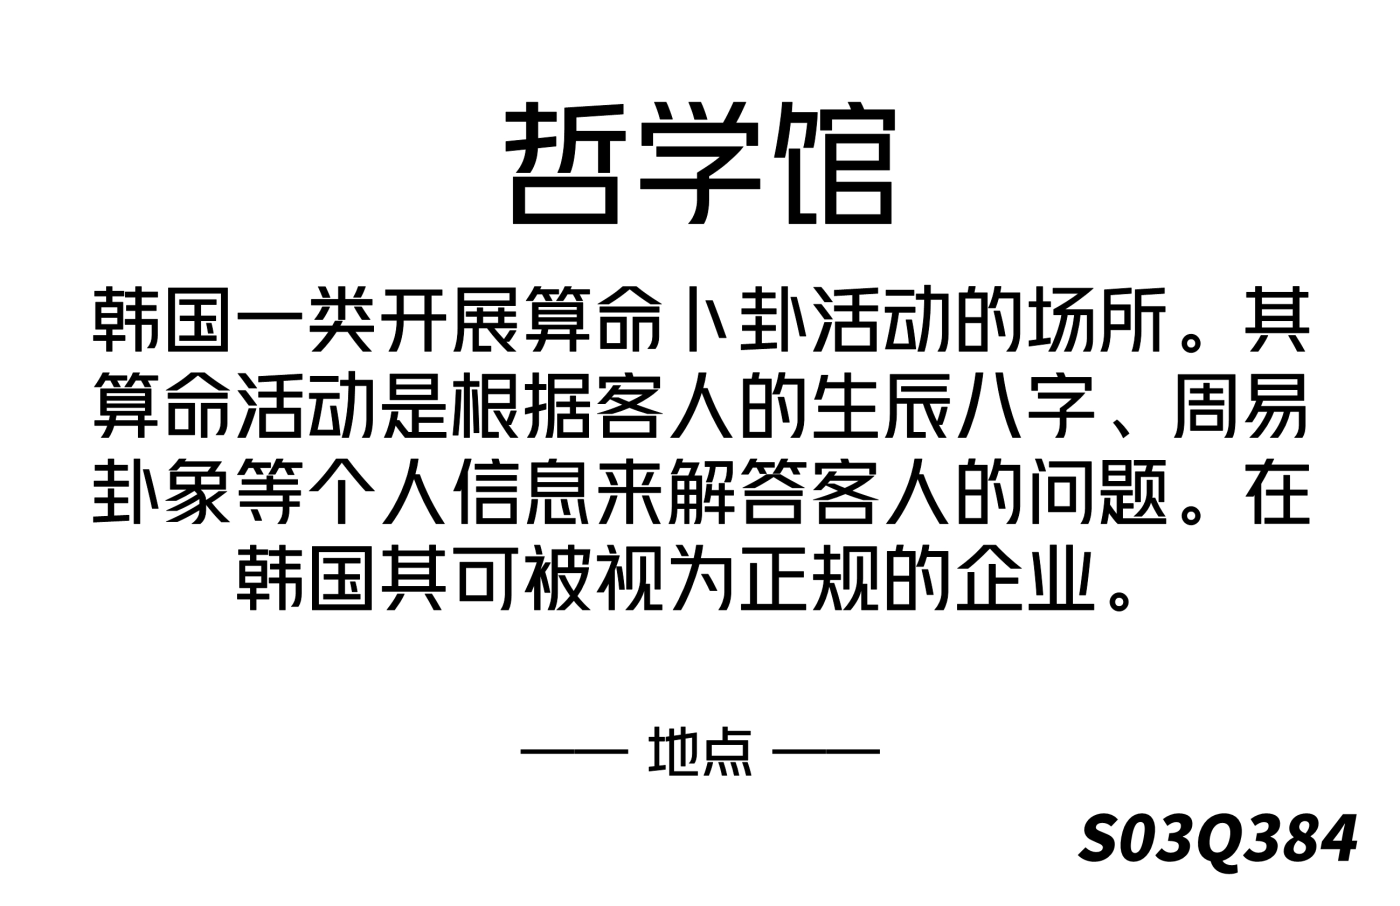 哲学馆
韩国一类开展算命卜卦活动的场所。其
算命活动是根据客人的生辰八字、周易
卦象等个人信息来解答客人的问题。在
韩国其可被视为正规的企业。
—— 地点 ——
S03Q384